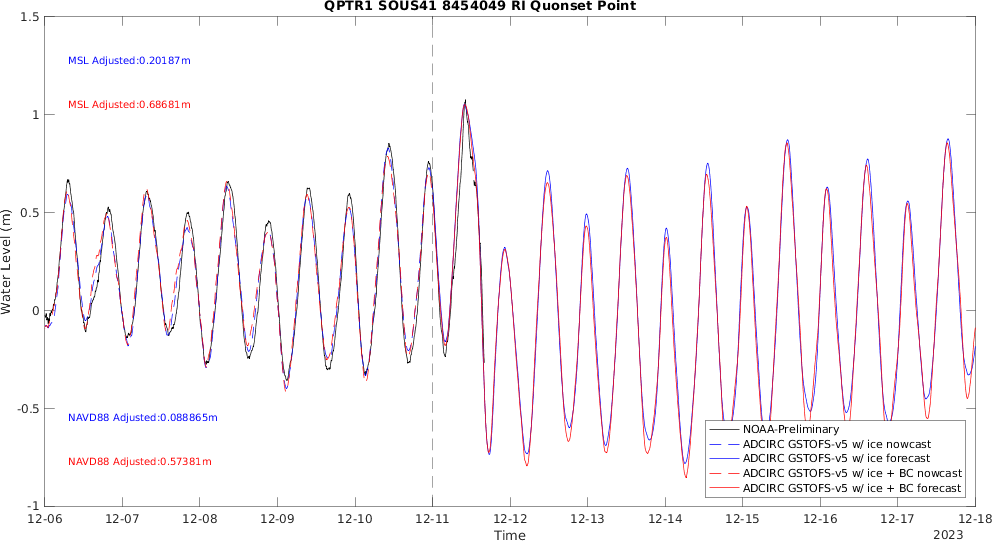 QPTR1 SOUS41 8454049 RI Quonset Point
1.5
1
0.5
0
-0.5
-1
Water Level (m)
MSL Adjusted:0.20187m
MSL Adjusted:0.68681m
NAVD88 Adjusted:0.088865m
NAVD88 Adjusted:0.57381m
NOAA-Preliminary
ADCIRC GSTOFS-v5 w/ ice nowcast
ADCIRC GSTOFS-v5 w/ ice forecast
ADCIRC GSTOFS-v5 w/ ice + BC nowcast
ADCIRC GSTOFS-v5 w/ ice + BC forecast
12-06 12-07 12-08 12-09 12-10 12-11 12-12 12-13 12-14 12-15 12-16 12-17 12-18
Time
2023